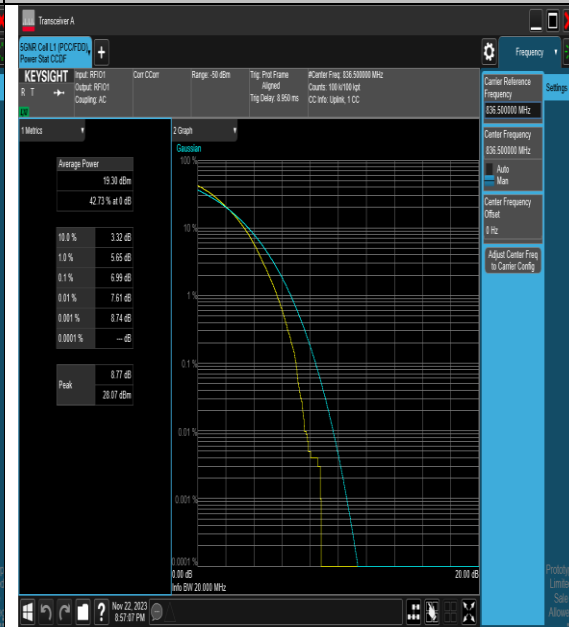 Transceiver A
5GNR Cell L1 (PCC/FDD)
Power Stat CCDF
+
Frequency
KEYSIGHT
R T
LW
Input: RFIO1
Output: RFIO1
Coupling: AC
Corr CCorr
Range: -50 dBm
Trig: Prot Frame
Aligned
Trig Delay: 8.950 ms
#Center Freq: 836.500000 MHz
Counts: 100 k/100 kpt
CC Info: Uplink, 1 CC
Carrier Reference
Frequency
836.500000 MHz
Settings
Center Frequency
836.500000 MHz
Auto
Man
Center Frequency
Offset
0 Hz
Adjust Center Freq
to Carrier Config
1 Metrics
Average Power
19.30 dBm
42.73 % at 0 dB
10.0 % 3.32 dB
1.0 % 5.65 dB
0.1 % 6.99 dB
0.01 % 7.61 dB
0.001 % 8.74 dB
0.0001 % --- dB
Peak
8.77 dB
28.07 dBm
2 Graph
Gaussian
100 %
10 %
1 %
0.1 %
0.01 %
0.001 %
0.0001 %
0.00 dB 20.00 dB
Info BW 20.000 MHz
Nov 22, 2023
8:57:07 PM
?